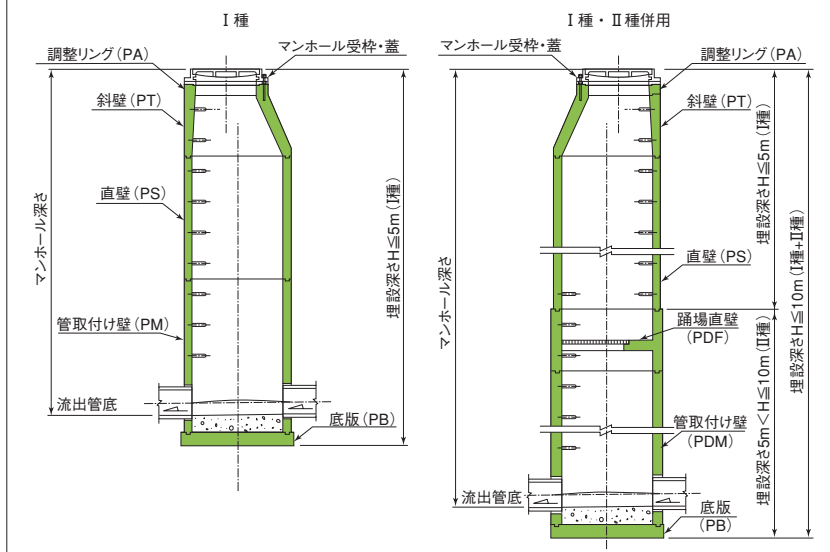 Ⅰ種
マンホール受枠・蓋
調整リング(PA)
斜壁(PT)
直壁(PS)
マンホール深さ
埋設深さH≦5m(Ⅰ種)
管取付け壁(PM)
流出管底
底版(PB)
Ⅰ種・Ⅱ種併用
マンホール受枠・蓋
調整リング(PA)
斜壁(PT)
埋設深さH≦5m(Ⅰ種)
直壁(PS)
マンホール深さ
埋設深さH≦10m(Ⅰ種+Ⅱ種)
踊場直壁
(PDF)
埋設深さ5m<H≦10m(Ⅱ種)
管取付け壁
(PDM)
流出管底
底版
(PB)